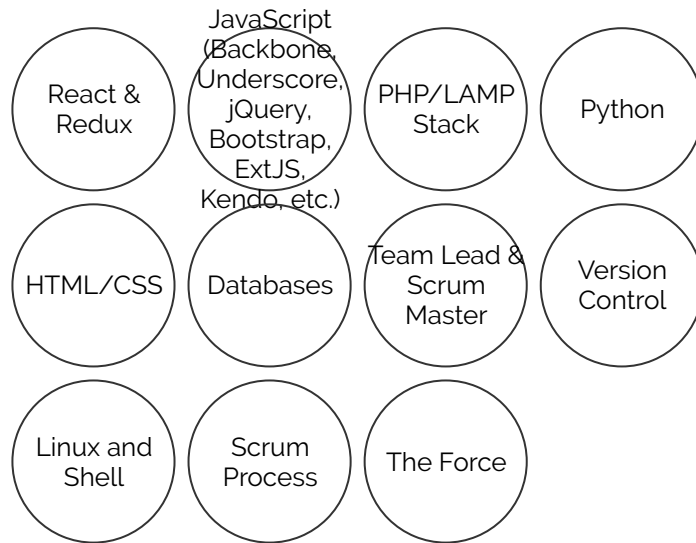 React &
Redux
JavaScript
(Backbone,
Underscore,
jQuery,
Bootstrap,
ExtJS,
Kendo, etc.)
PHP/LAMP
Stack
Python
HTML/CSS
Databases
Team Lead &
Scrum
Master
Version
Control
Linux and
Shell
Scrum
Process
The Force